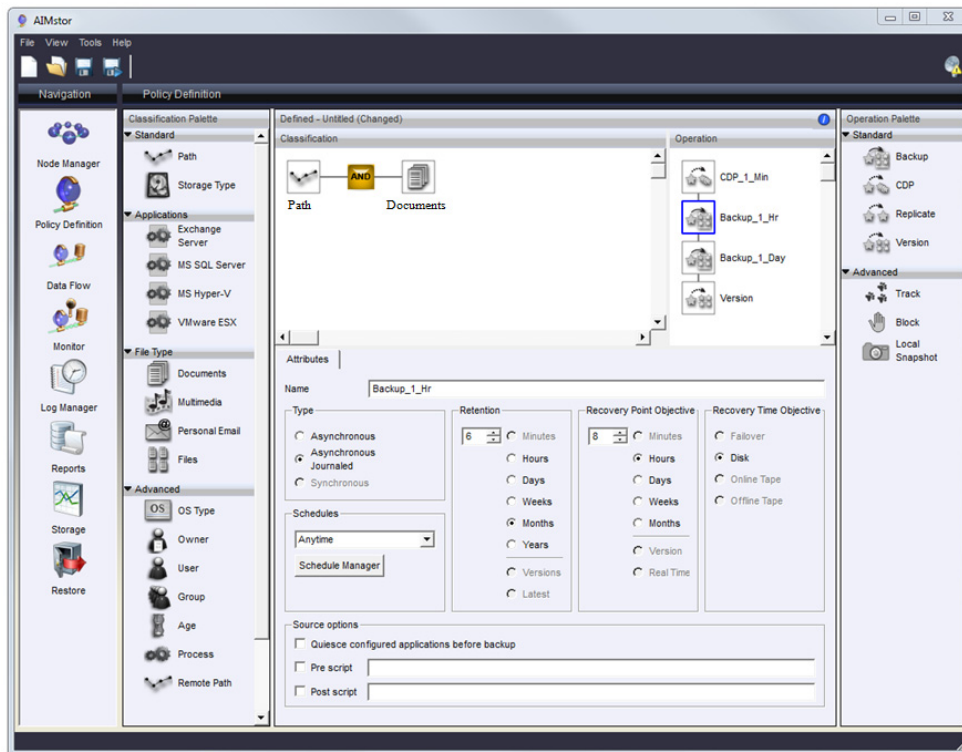 AIMstor
File View Tools Help
Navigation
Policy Definition
Node Manager
Policy Definition
Data Flow
Monitor
Log Manager
Reports
Storage
Restore
Classification Palette
Standard
Path
Storage Type
Applications
Exchange
Server
MS SQL Server
MS Hyper-V
VMware ESX
File Type
Documents
Multimedia
Personal Email
Files
Advanced
OS
OS Type
Owner
User
Group
Age
Process
Remote Path
Defined - Untitled (Changed)
Classification
AND
Path
Documents
Operation
CDP_1_Min
Backup_1_Hr
Backup_1_Day
Version
Attributes
Name
Backup_1_Hr
Type
Asynchronous
Asynchronous
Journaled
Synchronous
Schedules
Anytime
Schedule Manager
Retention
6
Minutes
Hours
Days
Weeks
Months
Years
Versions
Latest
Recovery Point Objective
8
Minutes
Hours
Days
Weeks
Months
Version
Real Time
Recovery Time Objective
Failover
Disk
Online Tape
Offline Tape
Source options
Quiesce configured applications before backup
Pre script
Post script
Operation Palette
Standard
Backup
CDP
Replicate
Version
Advanced
Track
Block
Local
Snapshot